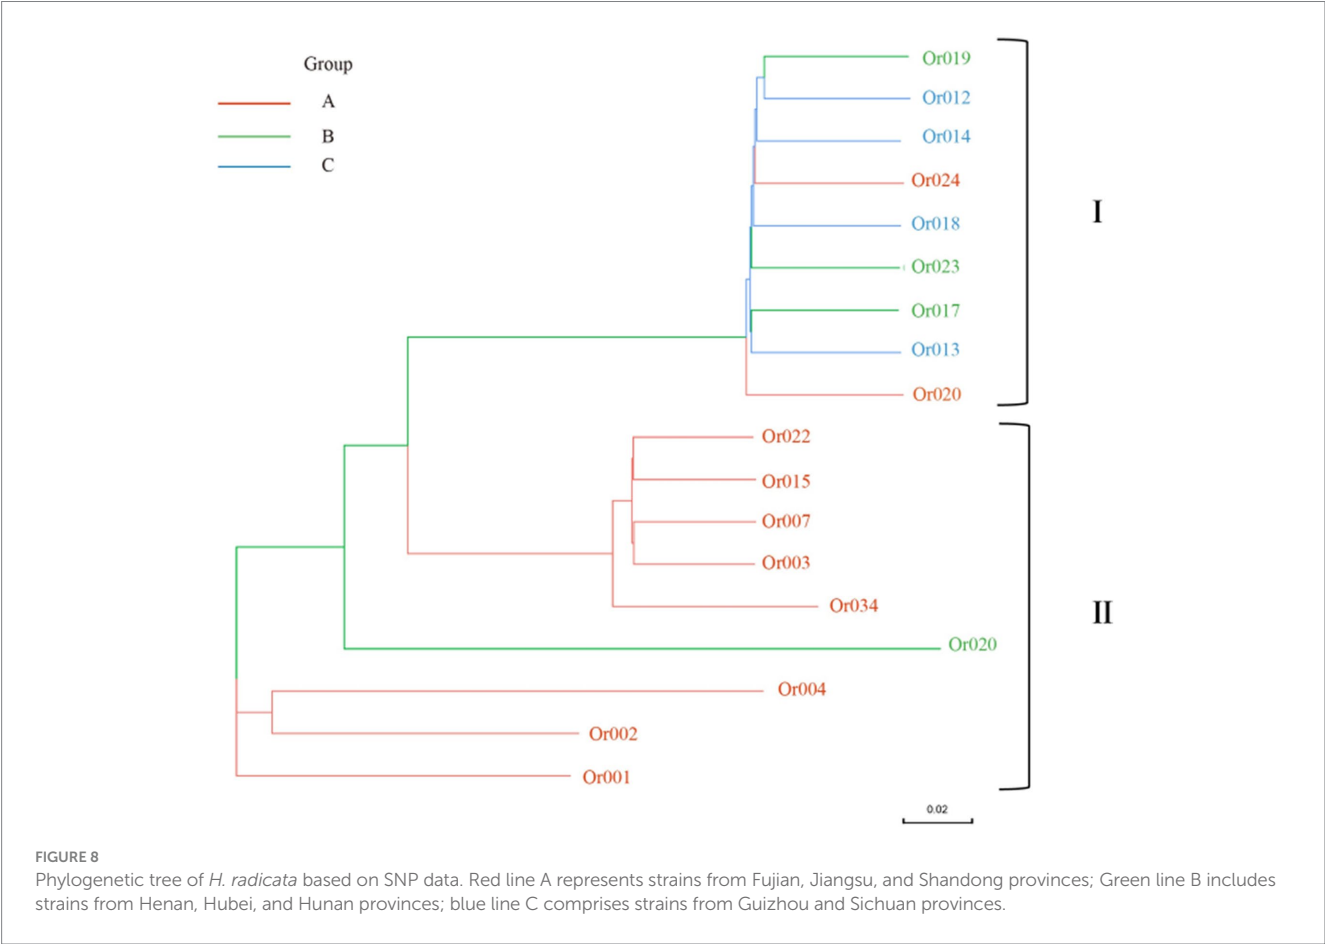 Group
A
B
C
Or019
Or012
Or014
Or024
Or018
Or023
Or017
Or013
Or020
I
Or022
Or015
Or007
Or003
Or034
Or020
Or004
Or002
Or001
II
0.02
FIGURE 8
Phylogenetic tree of H. radicata based on SNP data. Red line A represents strains from Fujian, Jiangsu, and Shandong provinces; Green line B includes
strains from Henan, Hubei, and Hunan provinces; blue line C comprises strains from Guizhou and Sichuan provinces.